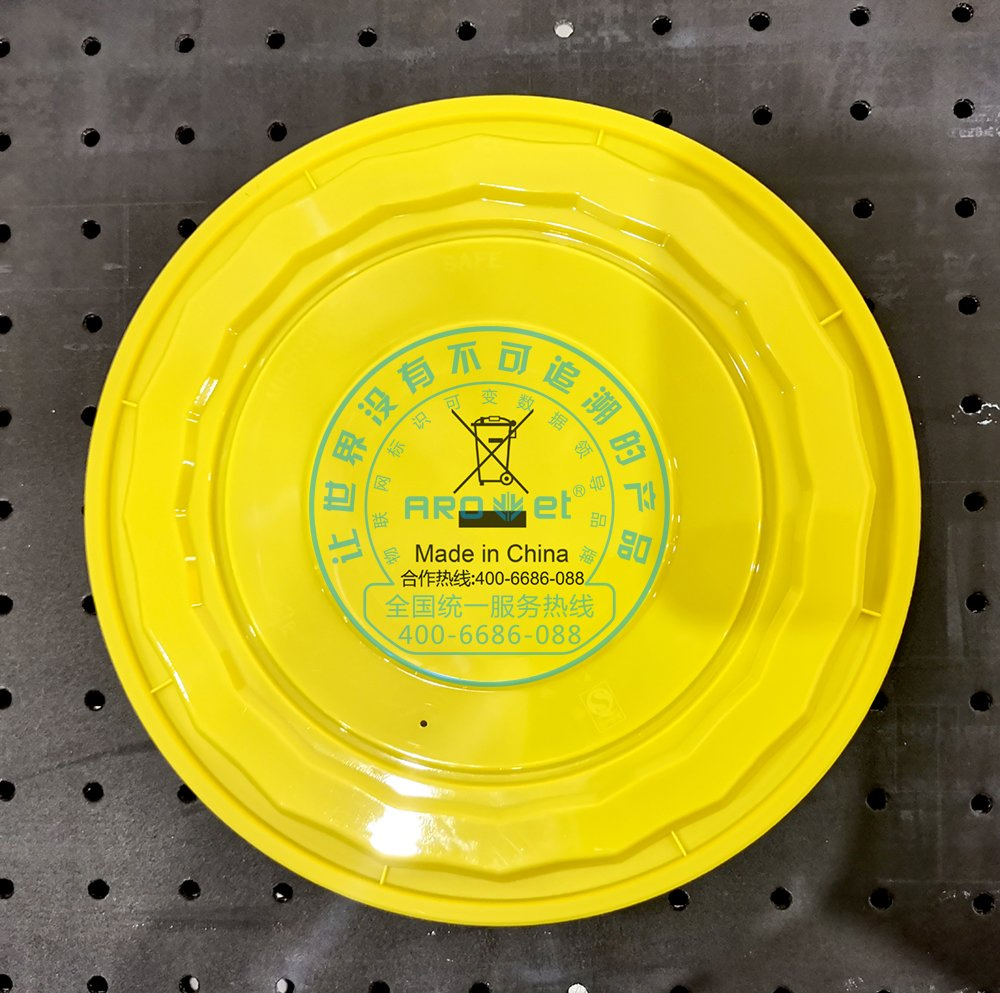 SAFE
让世界没有不可追溯的产品
物联网标识可变数据领导品牌
AROJET®
Made in China
合作热线:400-6686-088
全国统一服务热线
400-6686-088